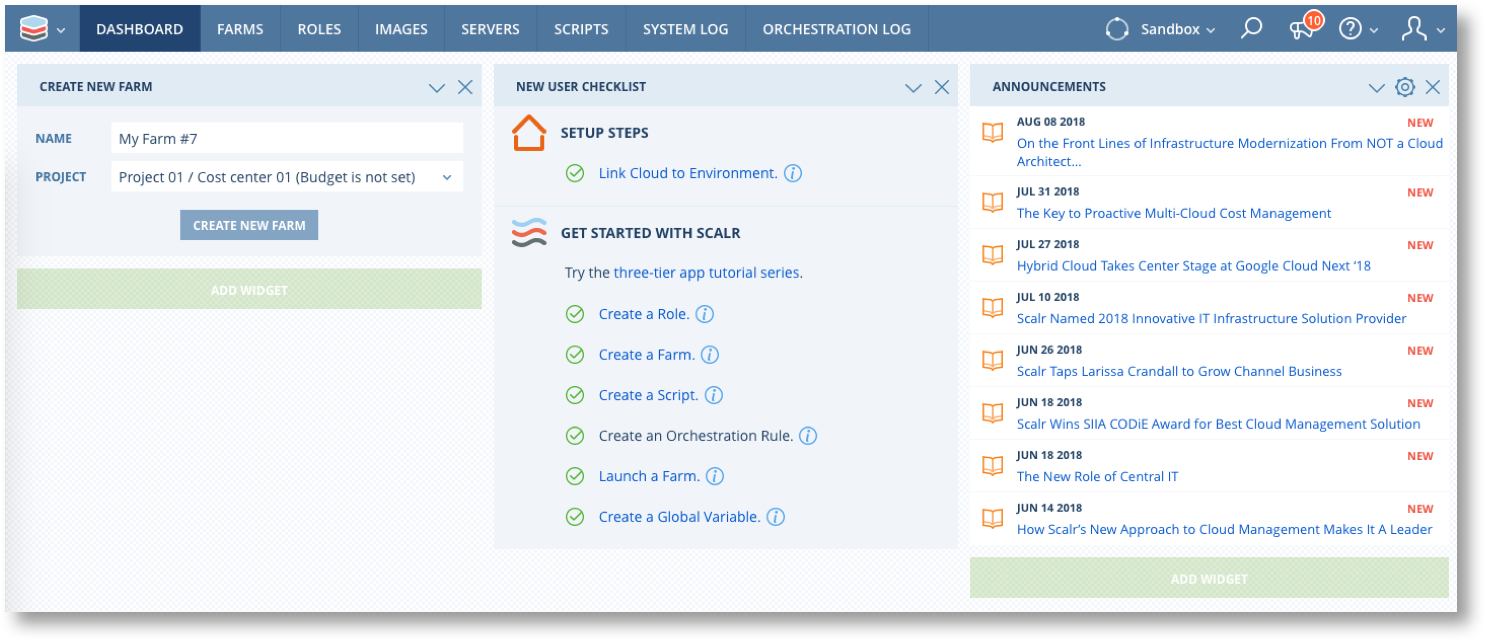 DASHBOARD FARMS ROLES IMAGES SERVERS SCRIPTS SYSTEM LOG ORCHESTRATION LOG Sandbox 10 ?
CREATE NEW FARM
NAME My Farm #7
PROJECT Project 01 / Cost center 01 (Budget is not set)
CREATE NEW FARM
ADD WIDGET
NEW USER CHECKLIST
SETUP STEPS
Link Cloud to Environment. i
GET STARTED WITH SCALR
Try the three-tier app tutorial series.
Create a Role. i
Create a Farm. i
Create a Script. i
Create an Orchestration Rule. i
Launch a Farm. i
Create a Global Variable. i
ANNOUNCEMENTS
AUG 08 2018 NEW
On the Front Lines of Infrastructure Modernization From NOT a Cloud
Architect...
JUL 31 2018 NEW
The Key to Proactive Multi-Cloud Cost Management
JUL 27 2018 NEW
Hybrid Cloud Takes Center Stage at Google Cloud Next ‘18
JUL 10 2018 NEW
Scalr Named 2018 Innovative IT Infrastructure Solution Provider
JUN 26 2018 NEW
Scalr Taps Larissa Crandall to Grow Channel Business
JUN 18 2018 NEW
Scalr Wins SIIA CODiE Award for Best Cloud Management Solution
JUN 18 2018 NEW
The New Role of Central IT
JUN 14 2018 NEW
How Scalr’s New Approach to Cloud Management Makes It A Leader
ADD WIDGET